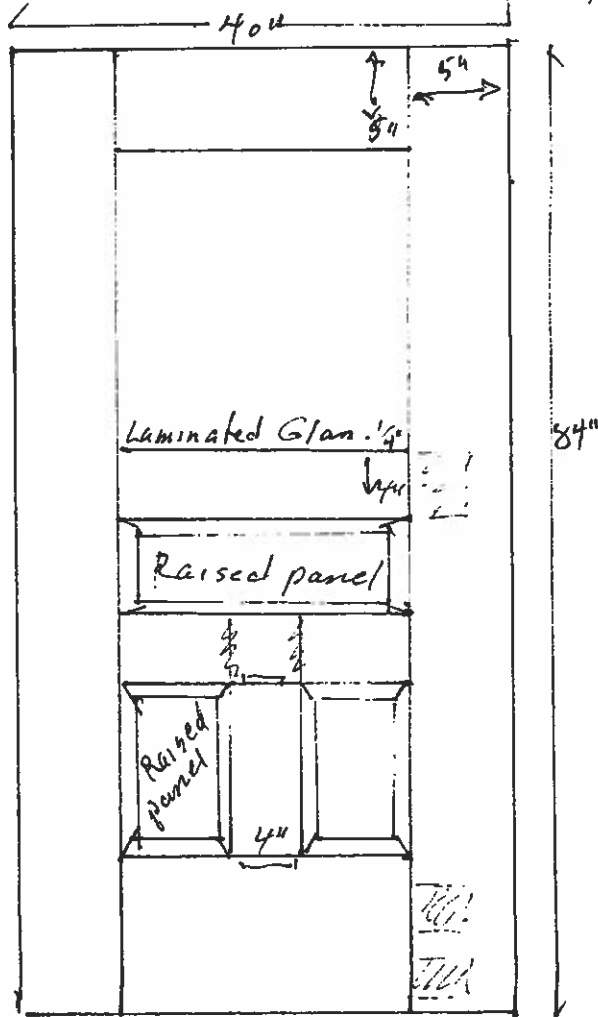 40"
5"
5"
84"
Laminated Glass. 1/4"
4"
Raised panel
Raised
panel
4"